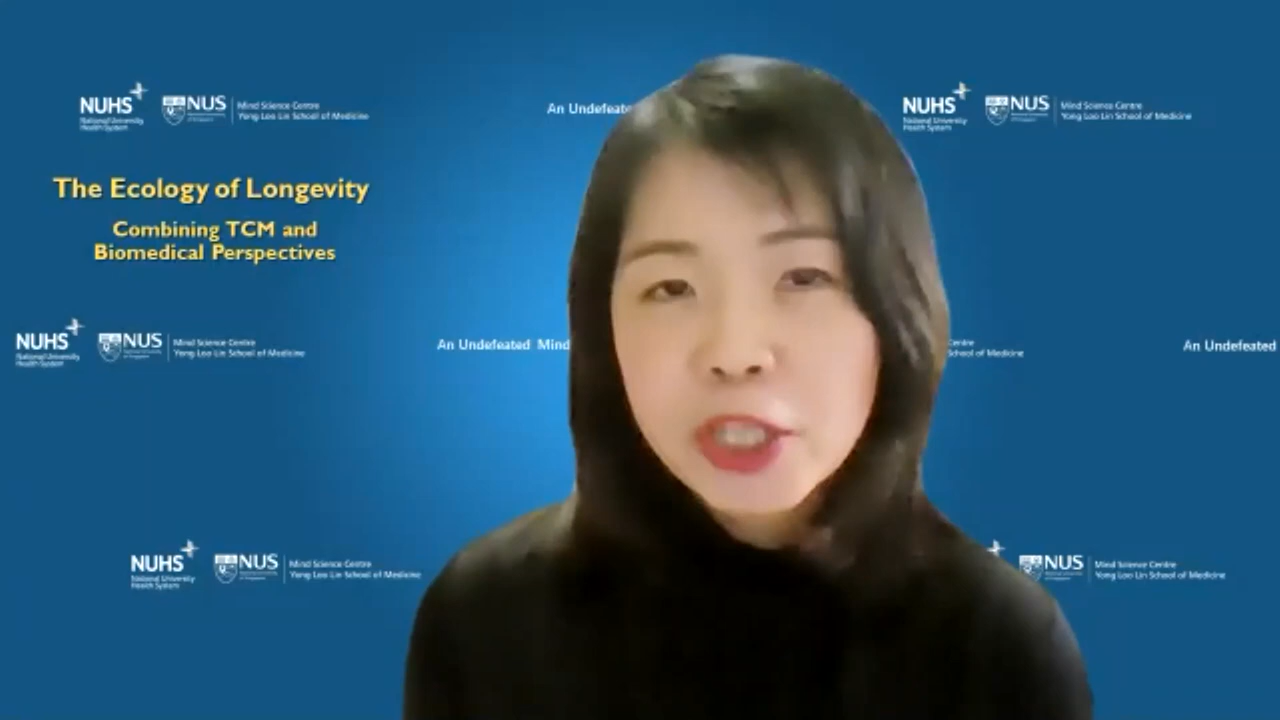 NUHS
National University
Health System
NUS
Mind Science Centre
Yong Loo Lin School of Medicine
An Undefeate
NUHS
National University
Health System
NUS
Mind Science Centre
Yong Loo Lin School of Medicine
The Ecology of Longevity
Combining TCM and
Biomedical Perspectives
NUHS
National University
Health System
NUS
Mind Science Centre
Yong Loo Lin School of Medicine
An Undefeated Mind
entre
School of Medicine
An Undefeated
NUHS
National University
Health System
NUS
Mind Science Centre
Yong Loo Lin School of Medicine
NUS
Mind Science Centre
Yong Loo Lin School of Medicine